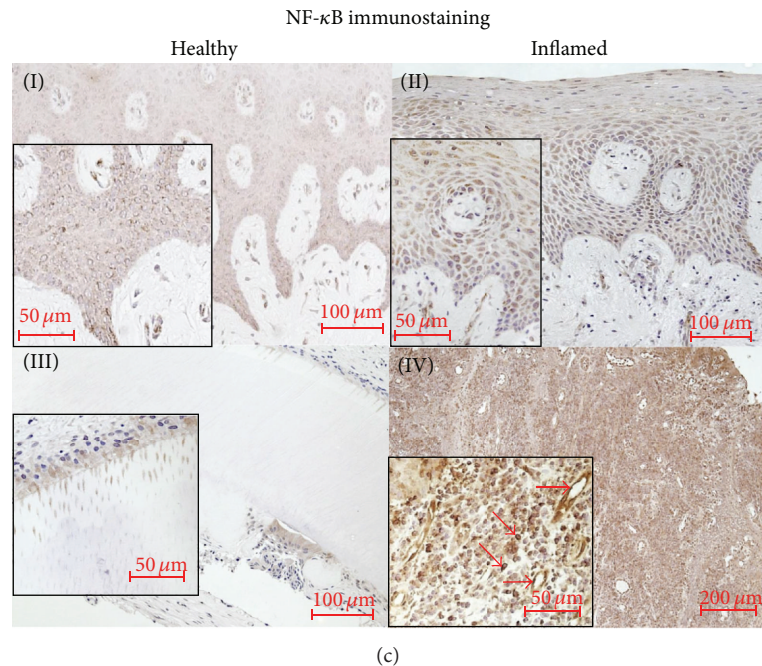 NF-κB immunostaining
Healthy
Inflamed
(I)
50 μm
100 μm
(II)
50 μm
100 μm
(III)
50 μm
100 μm
(IV)
50 μm
200 μm
(c)